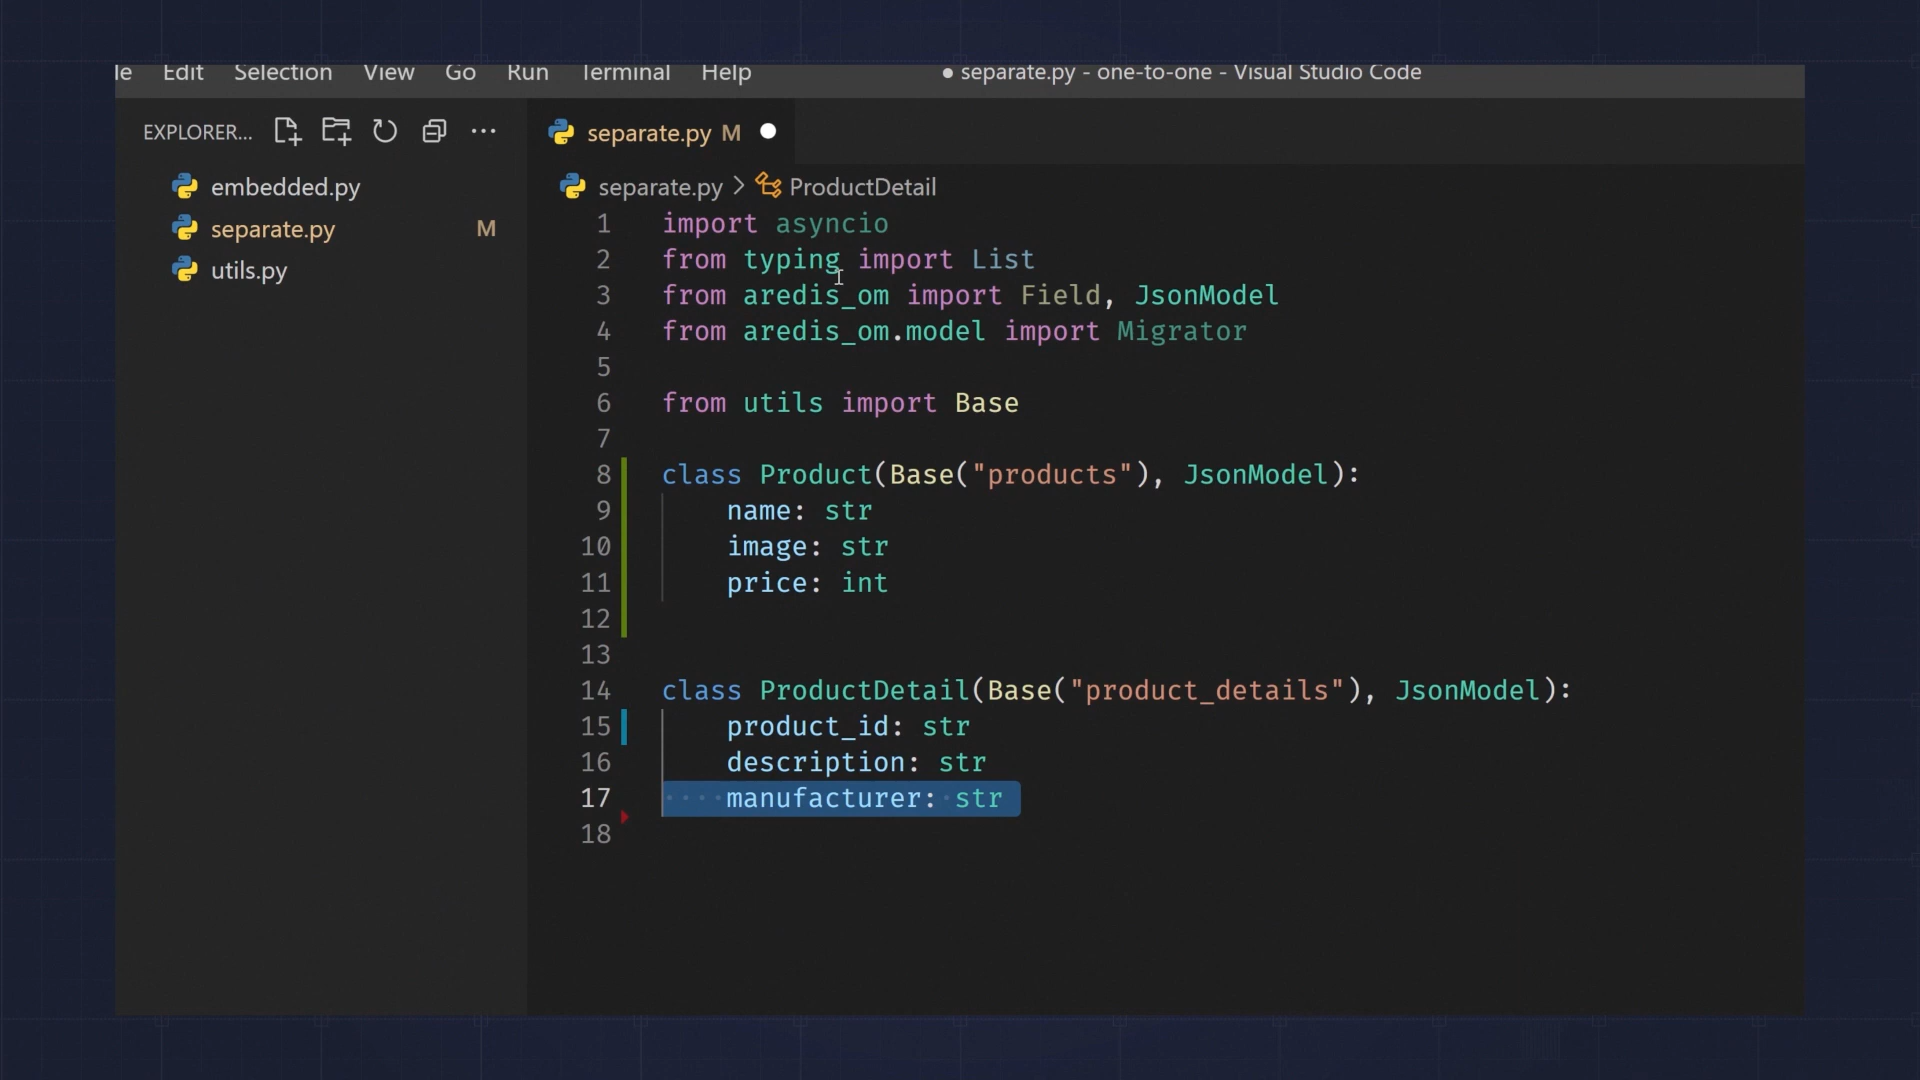 le Edit Selection View Go Run Terminal Help ● separate.py - one-to-one - Visual Studio Code
EXPLORER...
embedded.py
separate.py M
utils.py
separate.py M
separate.py > ProductDetail
1 import asyncio
2 from typing import List
3 from aredis_om import Field, JsonModel
4 from aredis_om.model import Migrator
5
6 from utils import Base
7
8 class Product(Base("products"), JsonModel):
9 name: str
10 image: str
11 price: int
12
13
14 class ProductDetail(Base("product_details"), JsonModel):
15 product_id: str
16 description: str
17 manufacturer: str
18